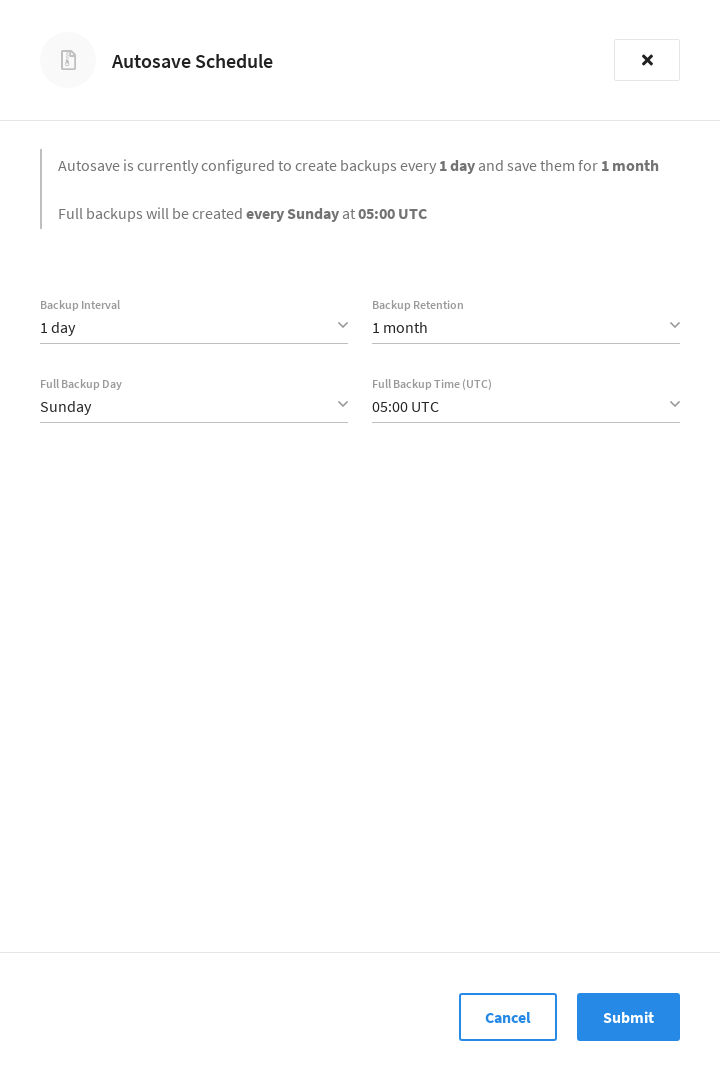 Autosave Schedule
Autosave is currently configured to create backups every 1 day and save them for 1 month
Full backups will be created every Sunday at 05:00 UTC
Backup Interval
1 day
Backup Retention
1 month
Full Backup Day
Sunday
Full Backup Time (UTC)
05:00 UTC
Cancel
Submit